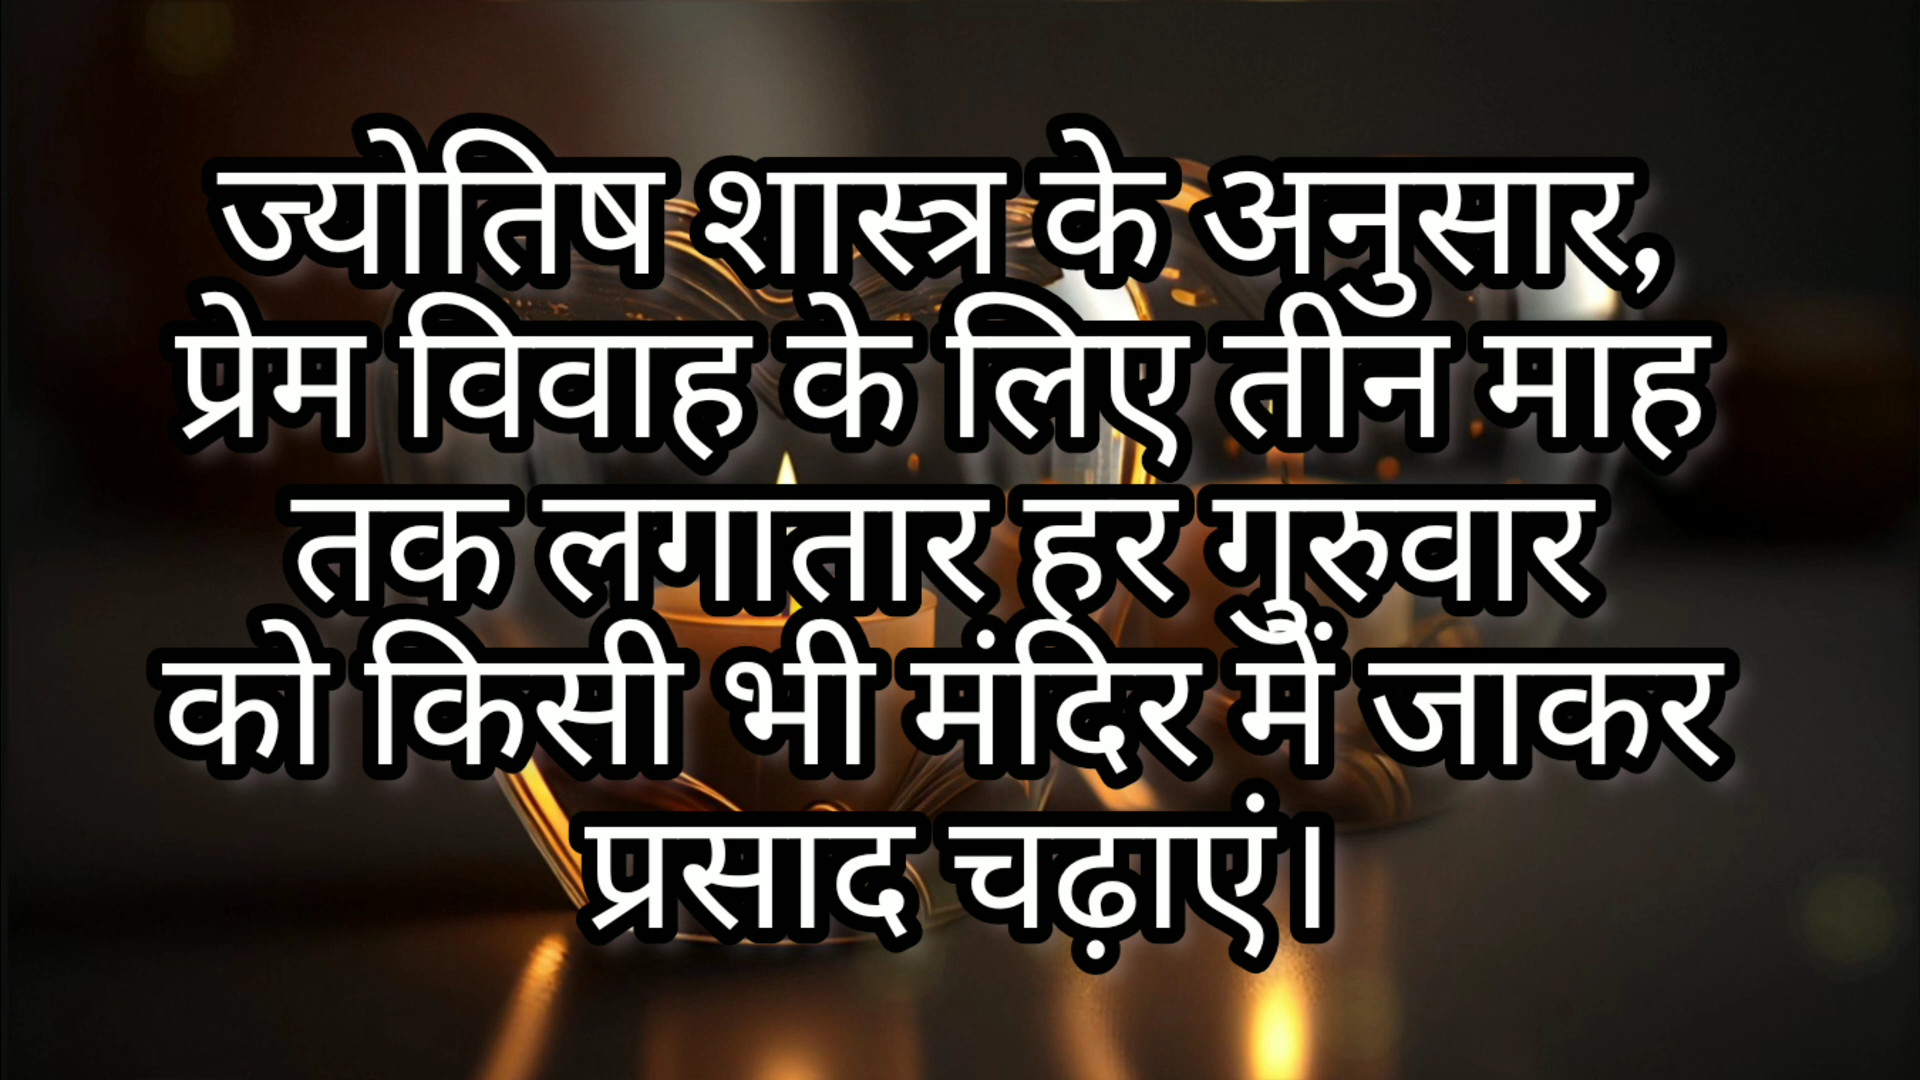 ज्योतिष शास्त्र के अनुसार,
प्रेम विवाह के लिए तीन माह
तक लगातार हर गुरुवार
को किसी भी मंदिर में जाकर
प्रसाद चढ़ाएं।